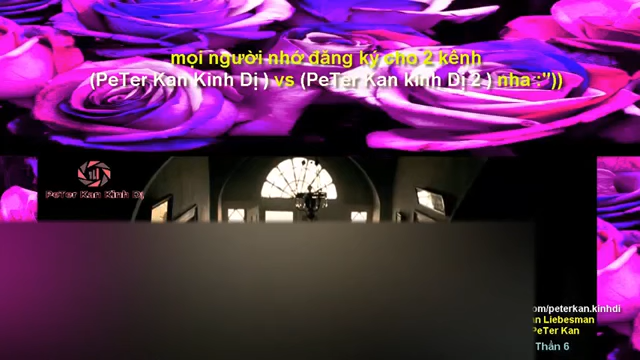 mọi người nhớ đăng ký cho 2 kênh
(PeTer Kan Kinh Dị ) vs (PeTer Kan kinh Dị 2 ) nha :"))
PeTer Kan Kinh Dị
om/peterkan.kinhdi
n Liebesman
PeTer Kan
Thần 6